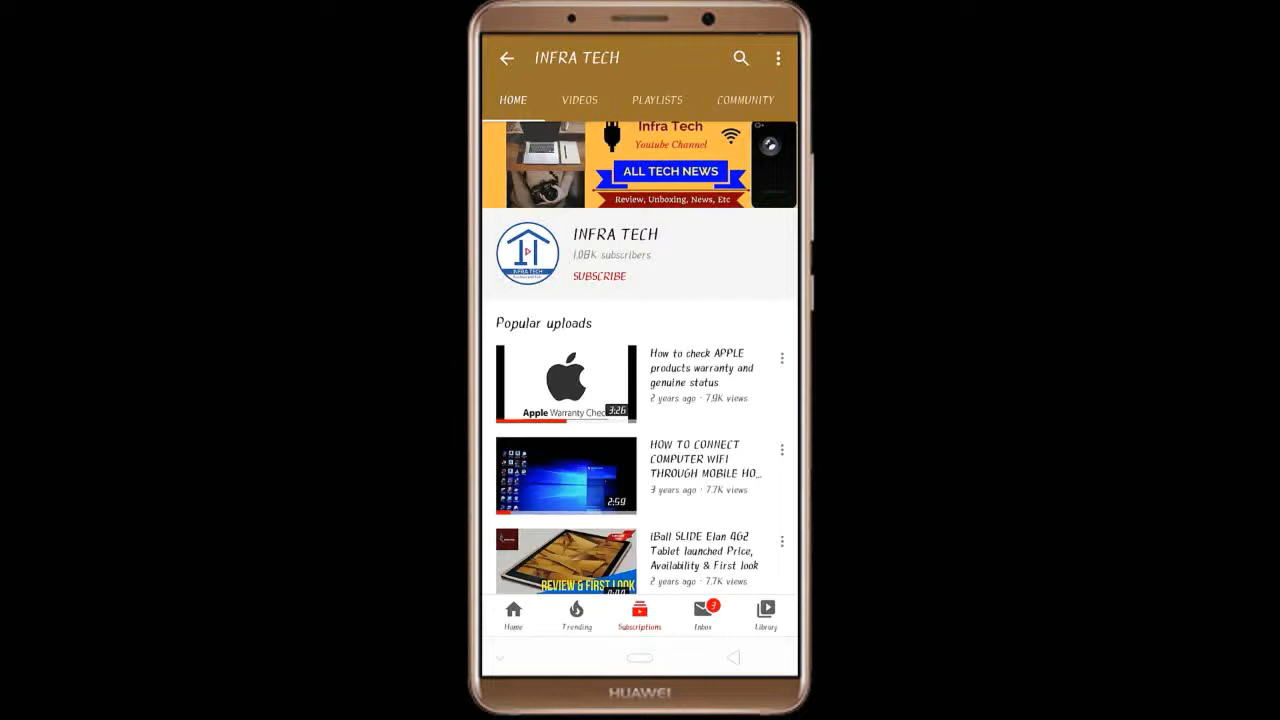 INFRA TECH
HOME VIDEOS PLAYLISTS COMMUNITY
Infra Tech
Youtube Channel
ALL TECH NEWS
Review, Unboxing, News, Etc
INFRA TECH
INFRA TECH
1.08K subscribers
SUBSCRIBE
Popular uploads
Apple Warranty Chec
3:26
How to check APPLE
products warranty and
genuine status
2 years ago · 7.9K views
2:59
HOW TO CONNECT
COMPUTER WIFI
THROUGH MOBILE HO...
3 years ago · 7.7K views
REVIEW & FIRST LOOK
iBall SLIDE Elan 4G2
Tablet launched Price,
Availability & First look
2 years ago · 7.7K views
Home Trending Subscriptions Inbox Library
HUAWEI